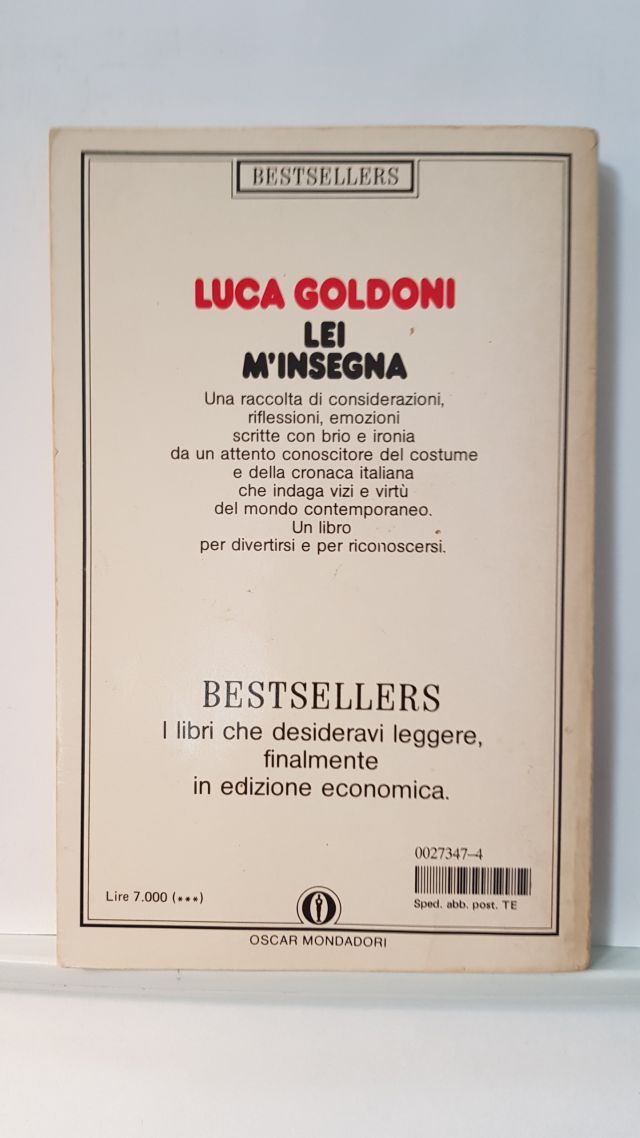 BESTSELLERS
LUCA GOLDONI
LEI
M'INSEGNA
Una raccolta di considerazioni,
riflessioni, emozioni
scritte con brio e ironia
da un attento conoscitore del costume
e della cronaca italiana
che indaga vizi e virtù
del mondo contemporaneo.
Un libro
per divertirsi e per riconoscersi.
BESTSELLERS
I libri che desideravi leggere,
finalmente
in edizione economica.
0027347-4
Lire 7.000 (***)
Sped. abb. post. TE
OSCAR MONDADORI